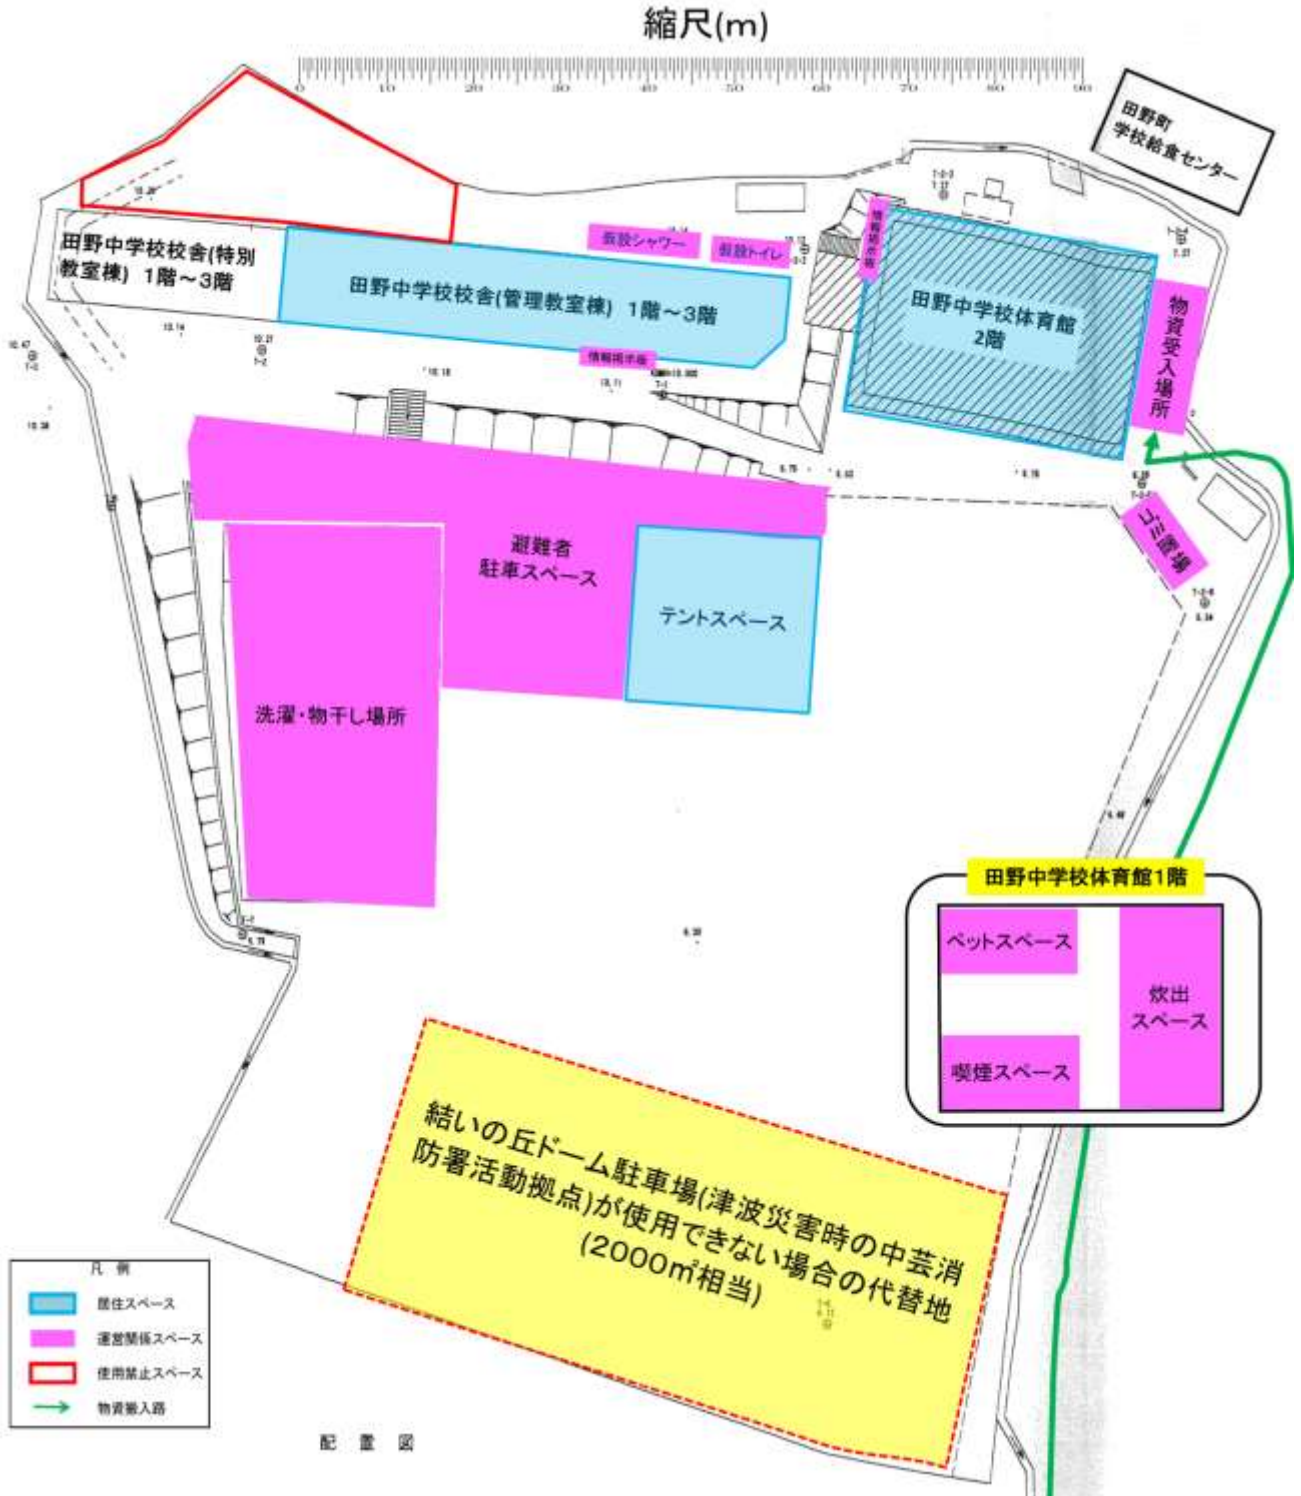 縮尺(m)
0 10 20 30 40 50 60 70 80 90
田野町
学校給食センター
田野中学校校舎(特別
教室棟) 1階～3階
仮設シャワー
仮設トイレ
情報掲示板
田野中学校校舎(管理教室棟) 1階～3階
田野中学校体育館
2階
物資受入場所
情報掲示板
避難者
駐車スペース
ゴミ置場
テントスペース
洗濯・物干し場所
田野中学校体育館1階
ペットスペース
炊出
スペース
喫煙スペース
結いの丘ドーム駐車場(津波災害時の中芸消
防署活動拠点)が使用できない場合の代替地
(2000㎡相当)
凡 例
居住スペース
運営関係スペース
使用禁止スペース
物資搬入路
配 置 図